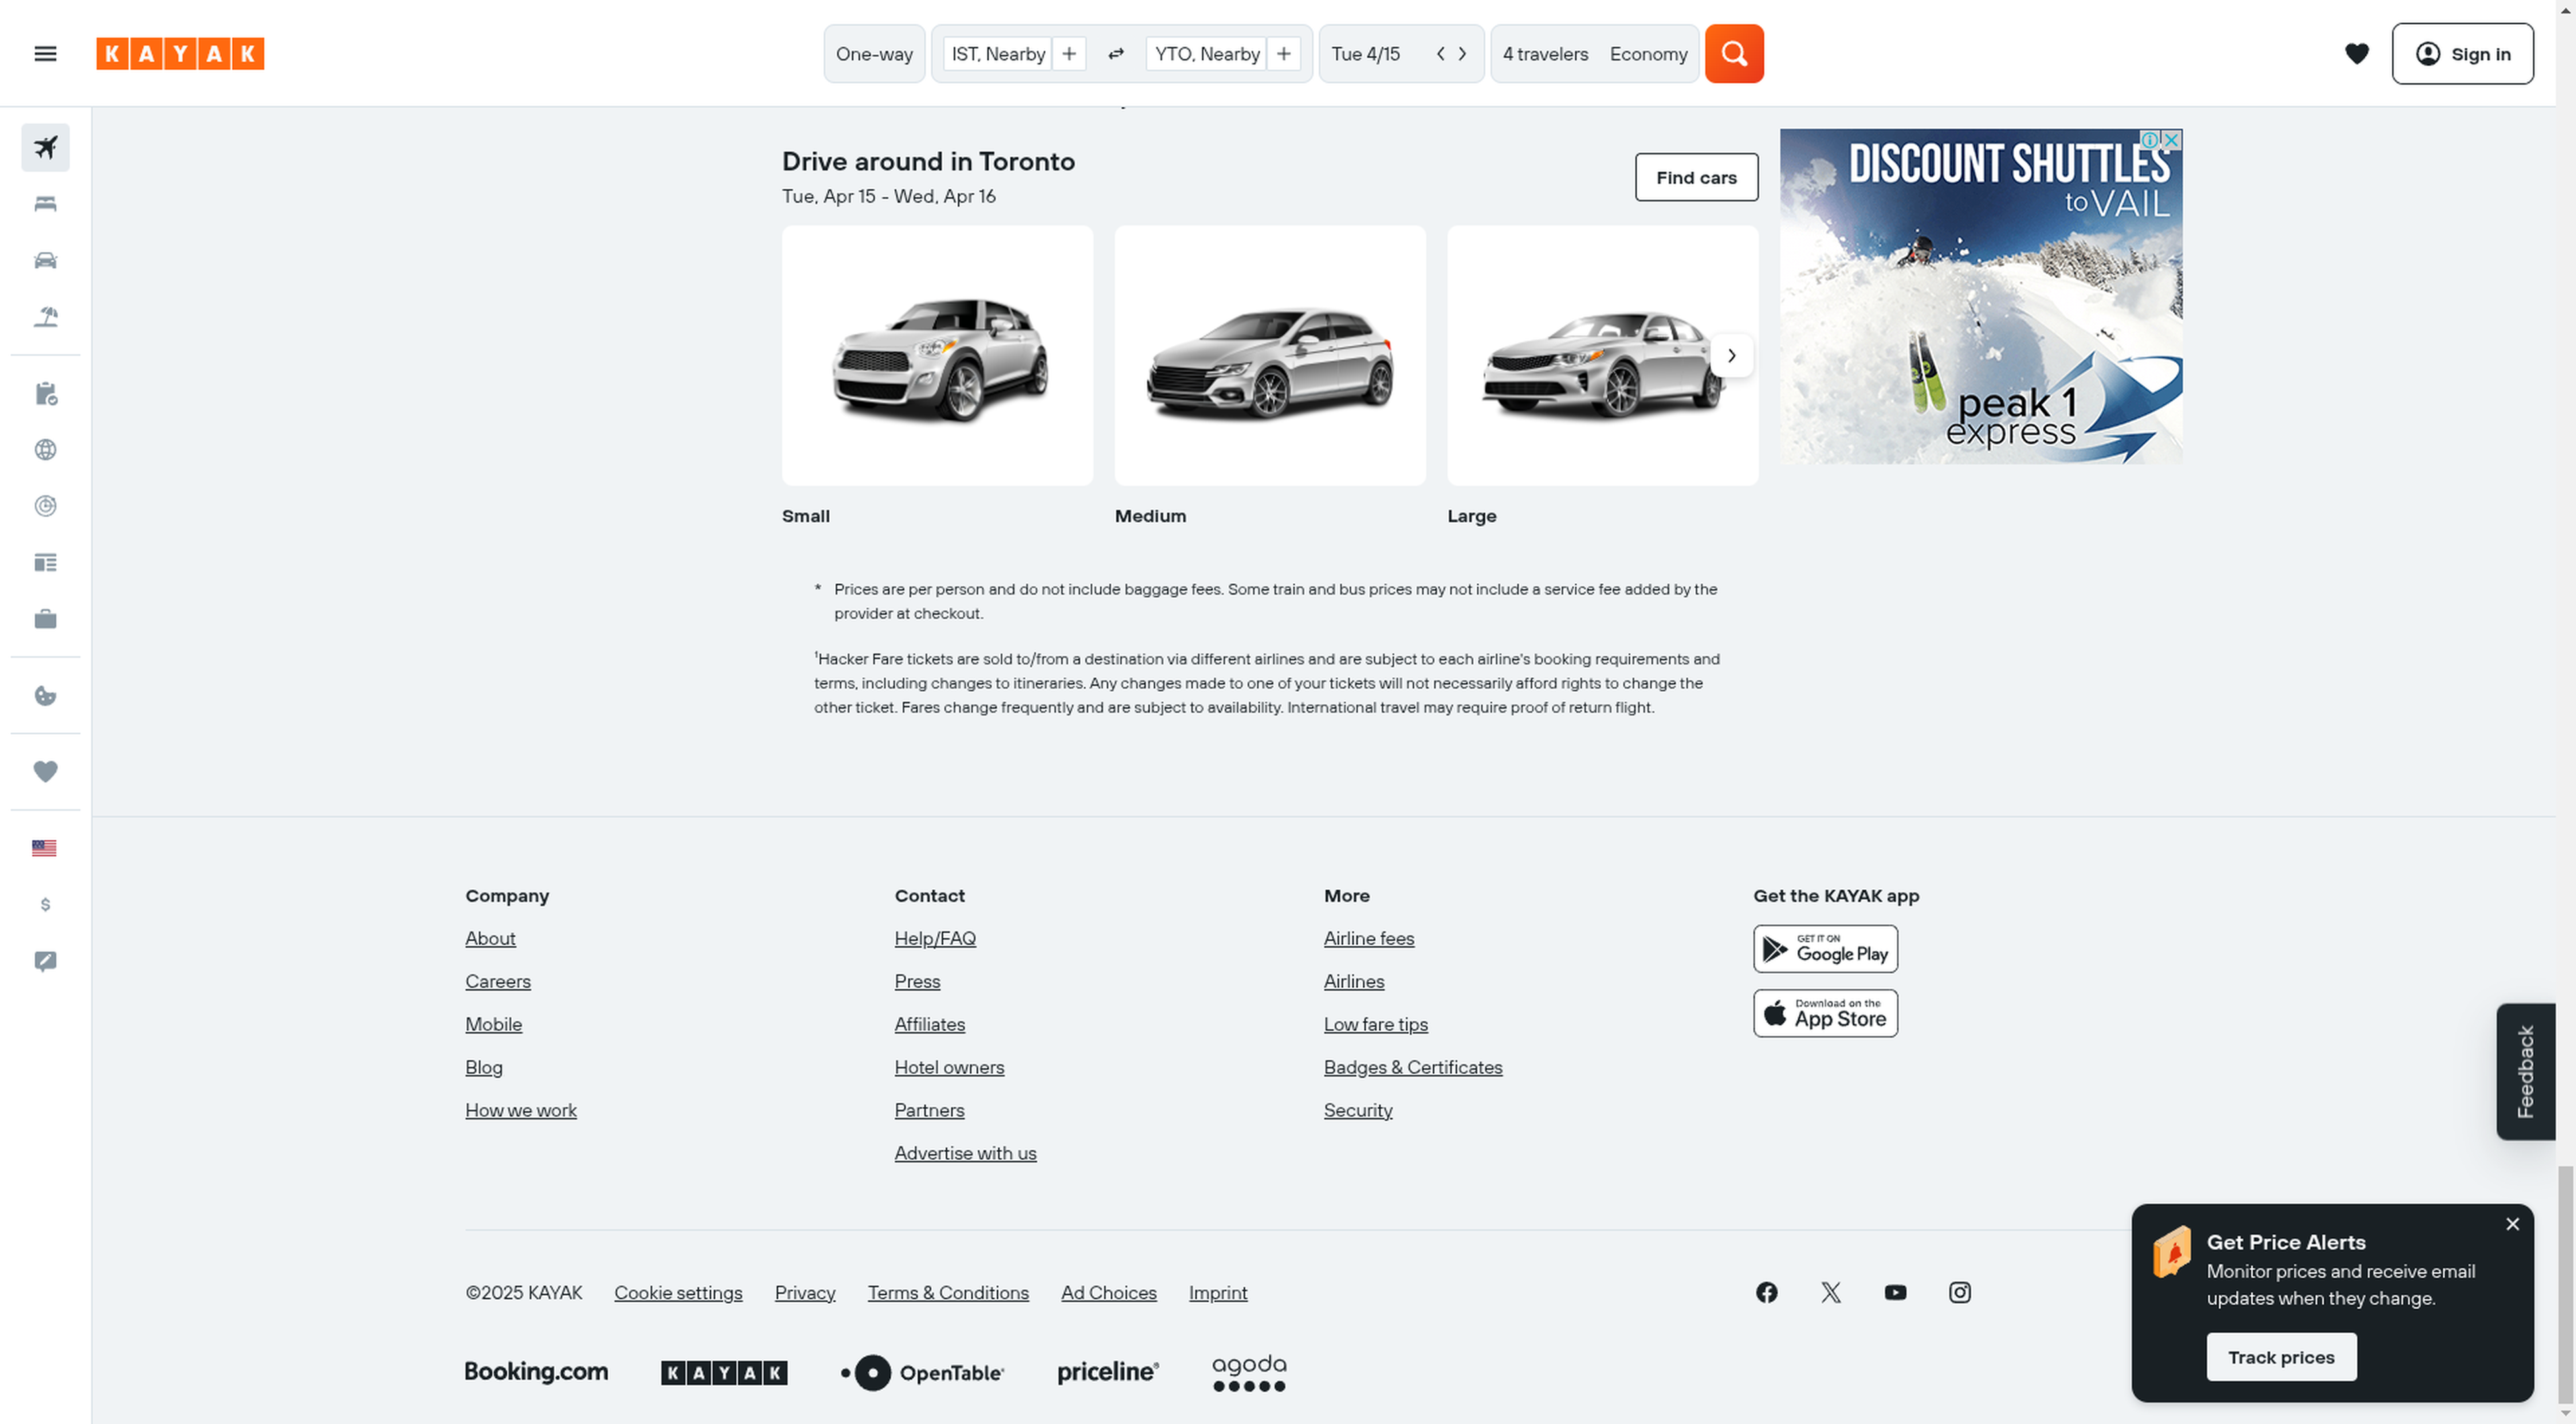 KAYAK
One-way
IST, Nearby
YTO, Nearby
Tue 4/15
4 travelers
Economy
Sign in
Drive around in Toronto
Tue, Apr 15 - Wed, Apr 16
Find cars
DISCOUNT SHUTTLES
to VAIL
peak 1
express
Small
Medium
Large
* Prices are per person and do not include baggage fees. Some train and bus prices may not include a service fee added by the
provider at checkout.
¹Hacker Fare tickets are sold to/from a destination via different airlines and are subject to each airline's booking requirements and
terms, including changes to itineraries. Any changes made to one of your tickets will not necessarily afford rights to change the
other ticket. Fares change frequently and are subject to availability. International travel may require proof of return flight.
$
Company
About
Careers
Mobile
Blog
How we work
Contact
Help/FAQ
Press
Affiliates
Hotel owners
Partners
Advertise with us
More
Airline fees
Airlines
Low fare tips
Badges & Certificates
Security
Get the KAYAK app
GET IT ON
Google Play
Download on the
App Store
Feedback
Get Price Alerts
Monitor prices and receive email
updates when they change.
Track prices
©2025 KAYAK
Cookie settings
Privacy
Terms & Conditions
Ad Choices
Imprint
Booking.com
KAYAK
OpenTable
priceline®
agoda